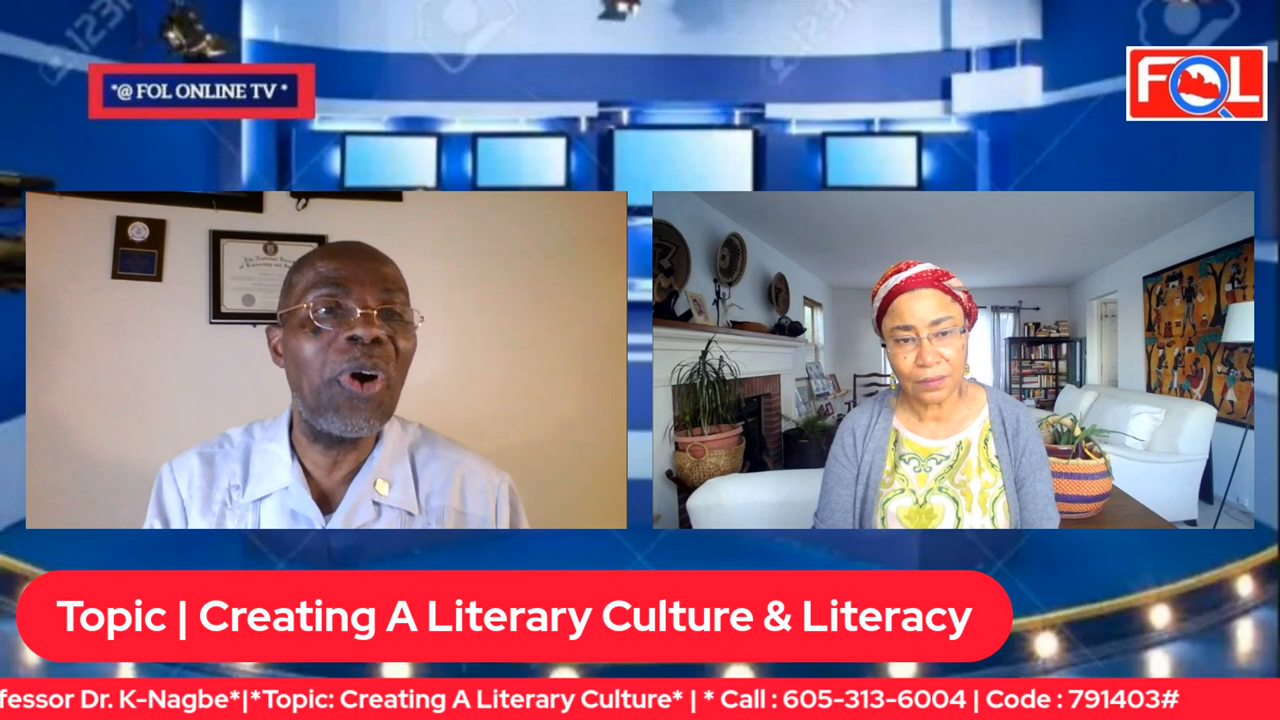 *@ FOL ONLINE TV *
FOL
Topic | Creating A Literary Culture & Literacy
fessor Dr. K-Nagbe*|*Topic: Creating A Literary Culture* | * Call : 605-313-6004 | Code : 791403#